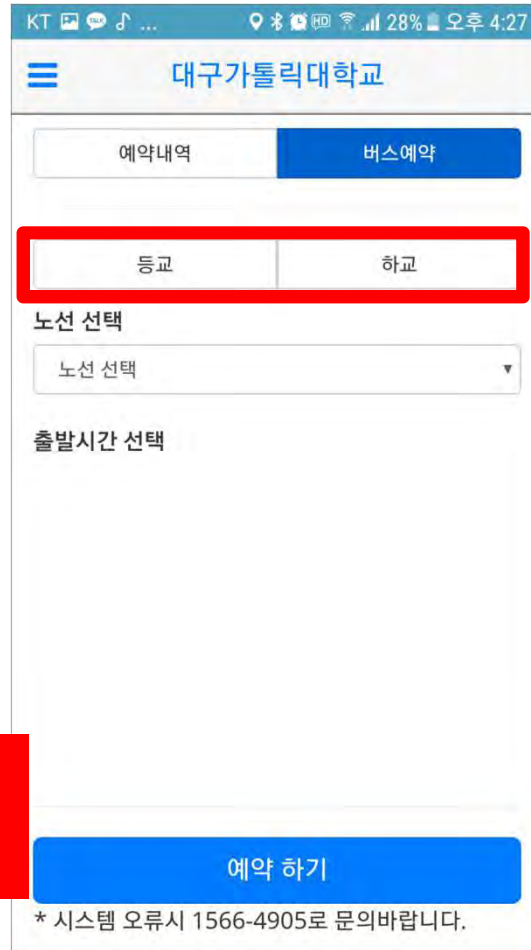 KT ... 28% 오후 4:27
대구가톨릭대학교
예약내역 버스예약
등교 하교
노선 선택
노선 선택
출발시간 선택
예약 하기
* 시스템 오류시 1566-4905로 문의바랍니다.